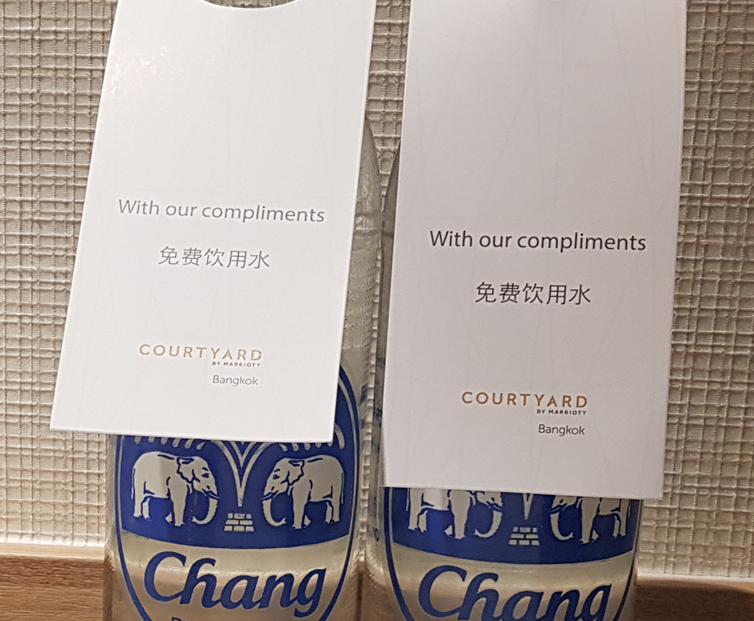 With our compliments
免费饮用水
COURTYARD
BY MARRIOTT
Bangkok
Chang
With our compliments
免费饮用水
COURTYARD
BY MARRIOTT
Bangkok
Chang